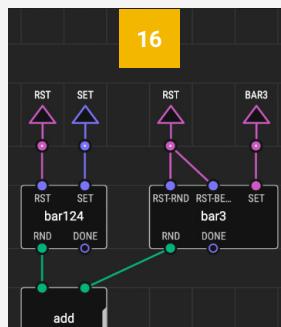 16
RST SET RST BAR3
RST SET RST-RND RST-BE... SET
bar124 bar3
RND DONE RND DONE
add